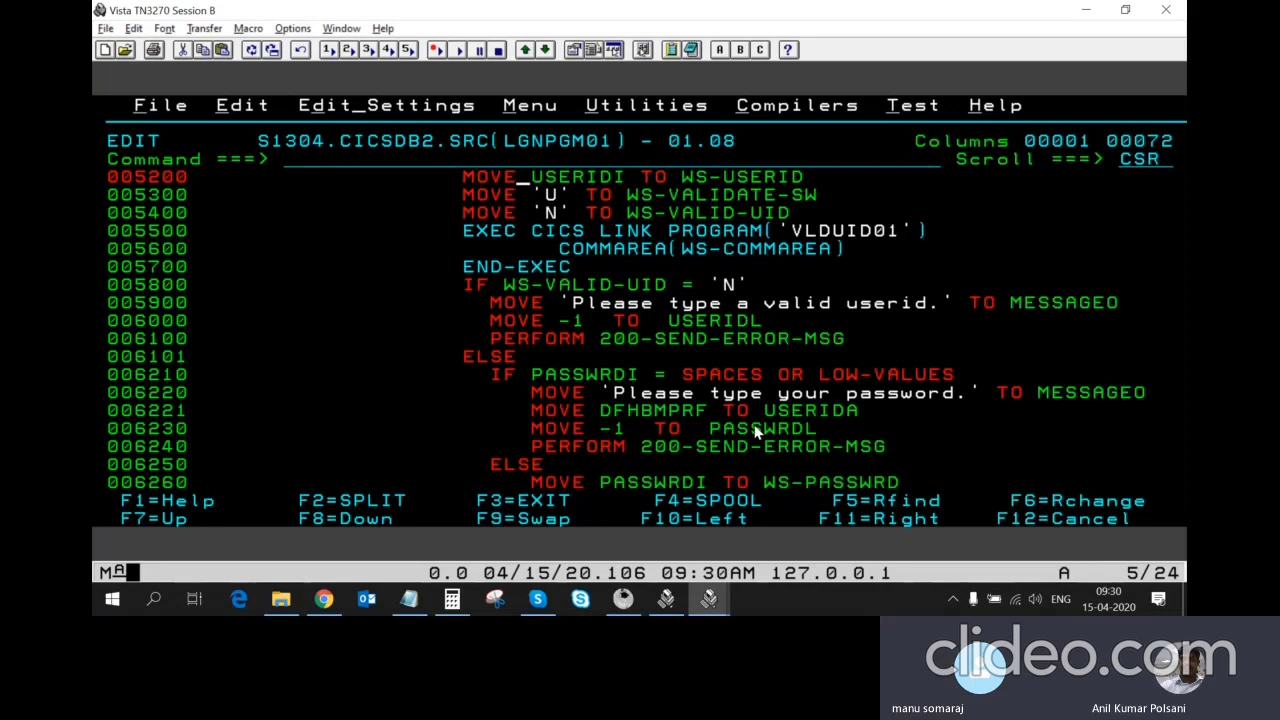 Vista TN3270 Session B
File Edit Font Transfer Macro Options Window Help
1 2 3 4 5 A B C ?
File Edit Edit_Settings Menu Utilities Compilers Test Help
EDIT S1304.CICSDB2.SRC(LGNPGM01) - 01.08 Columns 00001 00072
Command ===> Scroll ===> CSR
005200 MOVE USERIDI TO WS-USERID
005300 MOVE 'U' TO WS-VALIDATE-SW
005400 MOVE 'N' TO WS-VALID-UID
005500 EXEC CICS LINK PROGRAM('VLDUID01')
005600 COMMAREA(WS-COMMAREA)
005700 END-EXEC
005800 IF WS-VALID-UID = 'N'
005900 MOVE 'Please type a valid userid.' TO MESSAGEO
006000 MOVE -1 TO USERIDL
006100 PERFORM 200-SEND-ERROR-MSG
006101 ELSE
006210 IF PASSWRDI = SPACES OR LOW-VALUES
006220 MOVE 'Please type your password.' TO MESSAGEO
006221 MOVE DFHBMPRF TO USERIDA
006230 MOVE -1 TO PASSWRDL
006240 PERFORM 200-SEND-ERROR-MSG
006250 ELSE
006260 MOVE PASSWRDI TO WS-PASSWRD
F1=Help F2=SPLIT F3=EXIT F4=SPOOL F5=Rfind F6=Rchange
F7=Up F8=Down F9=Swap F10=Left F11=Right F12=Cancel
MA 0.0 04/15/20.106 09:30AM 127.0.0.1 A 5/24
ENG 09:30
15-04-2020
clideo.com
manu somaraj Anil Kumar Polsani